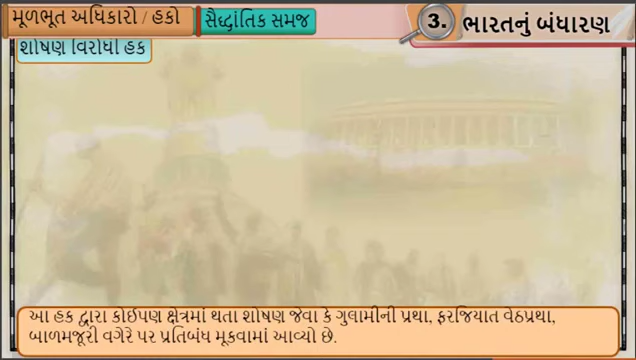 મૂળભૂત અધિકારો / હકો
સૈદ્ધાંતિક સમજ
3. ભારતનું બંધારણ
શોષણ વિરોધી હક
આ હક દ્વારા કોઈપણ ક્ષેત્રમાં થતા શોષણ જેવા કે ગુલામીની પ્રથા, ફરજિયાત વેઠપ્રથા,
બાળમજૂરી વગેરે પર પ્રતિબંધ મૂકવામાં આવ્યો છે.